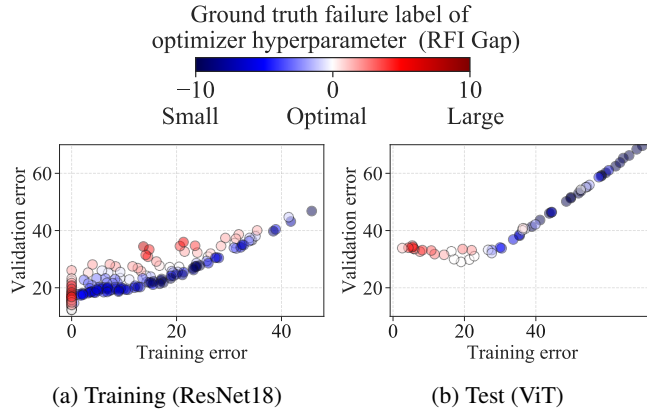 Ground truth failure label of
optimizer hyperparameter (RFI Gap)
−10 0 10
Small Optimal Large
Validation error
60
40
20
0 20 40
Training error
(a) Training (ResNet18)
Validation error
60
40
20
0 20 40
Training error
(b) Test (ViT)